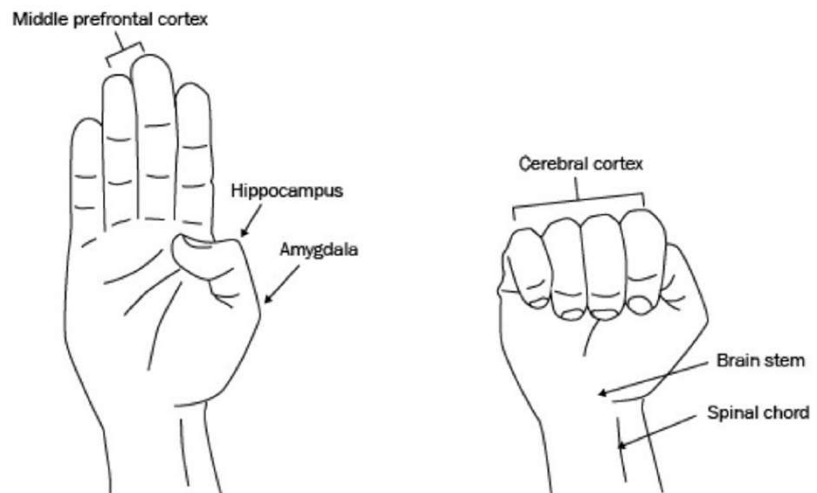 Middle prefrontal cortex
Hippocampus
Amygdala
Cerebral cortex
Brain stem
Spinal chord